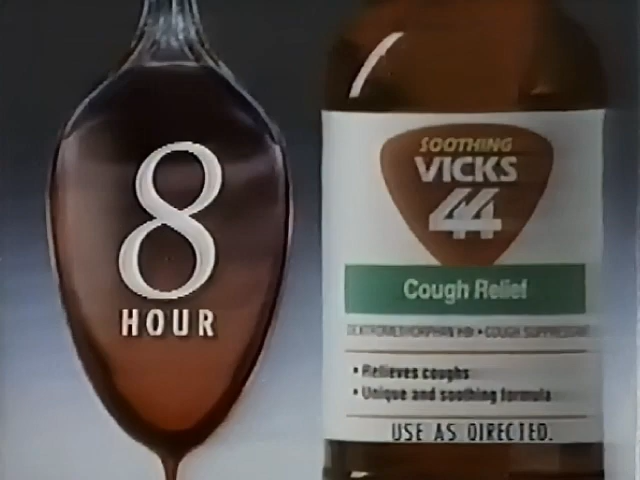 8
HOUR
SOOTHING
VICKS
44
Cough Relief
DEXTROMETHORPHAN HBr • COUGH SUPPRESSANT
• Relieves coughs
• Unique and soothing formula
USE AS DIRECTED.